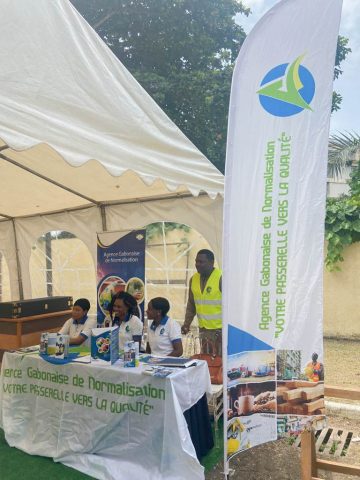 Agence Gabonaise
de Normalisation
Agence Gabonaise de Normalisation
"VOTRE PASSERELLE VERS LA QUALITÉ"
Agence Gabonaise de Normalisation
VOTRE PASSERELLE VERS LA QUALITÉ"